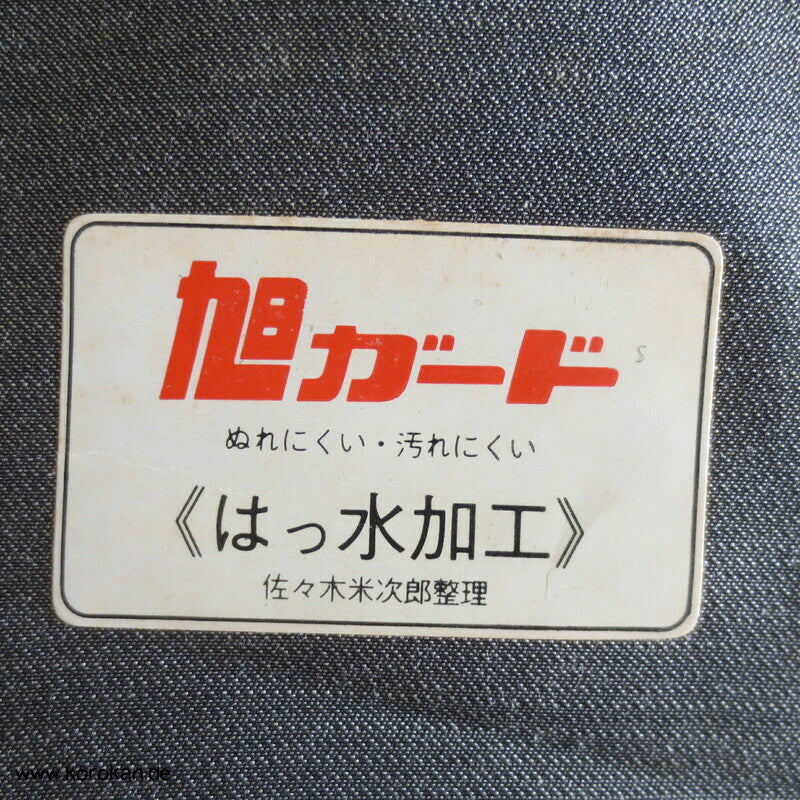 旭ガード
ぬれにくい・汚れにくい
《はっ水加工》
佐々木米次郎整理
www.korokan.de